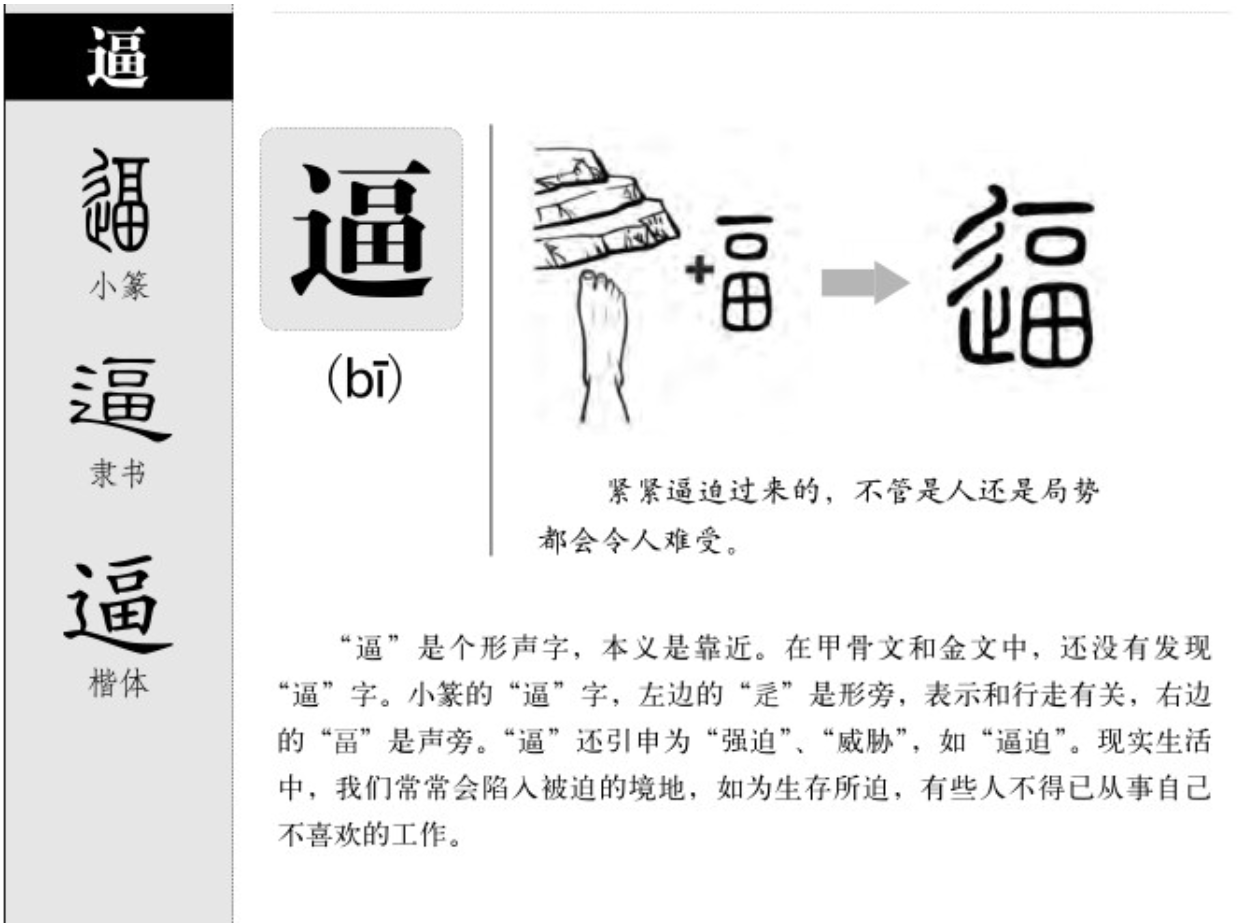 逼
逼
小篆
逼
隶书
逼
楷体
逼
(bī)
+畐
逼
紧紧逼迫过来的，不管是人还是局势
都会令人难受。
“逼”是个形声字，本义是靠近。在甲骨文和金文中，还没有发现
“逼”字。小篆的“逼”字，左边的“辵”是形旁，表示和行走有关，右边
的“畐”是声旁。“逼”还引申为“强迫”、“威胁”，如“逼迫”。现实生活
中，我们常常会陷入被迫的境地，如为生存所迫，有些人不得已从事自己
不喜欢的工作。